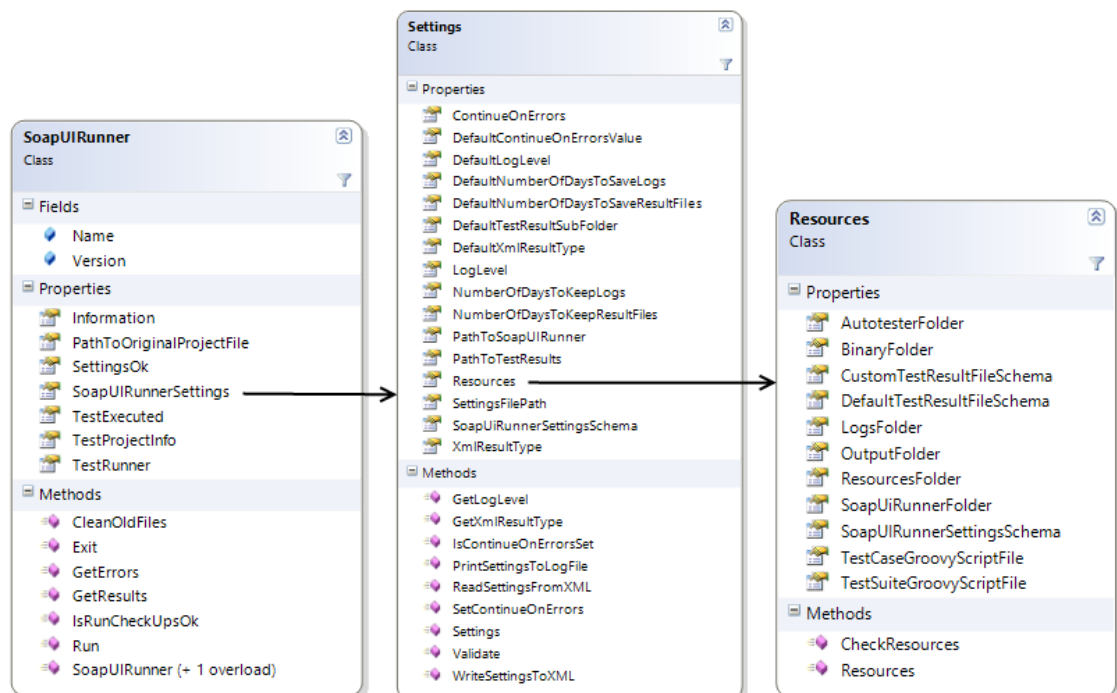 SoapUIRunner
Class
Fields
Name
Version
Properties
Information
PathToOriginalProjectFile
SettingsOk
SoapUIRunnerSettings
TestExecuted
TestProjectInfo
TestRunner
Methods
CleanOldFiles
Exit
GetErrors
GetResults
IsRunCheckUpsOk
Run
SoapUIRunner (+ 1 overload)
Settings
Class
Properties
ContinueOnErrors
DefaultContinueOnErrorsValue
DefaultLogLevel
DefaultNumberOfDaysToSaveLogs
DefaultNumberOfDaysToSaveResultFiles
DefaultTestResultSubFolder
DefaultXmlResultType
LogLevel
NumberOfDaysToKeepLogs
NumberOfDaysToKeepResultFiles
PathToSoapUIRunner
PathToTestResults
Resources
SettingsFilePath
SoapUiRunnerSettingsSchema
XmlResultType
Methods
GetLogLevel
GetXmlResultType
IsContinueOnErrorsSet
PrintSettingsToLogFile
ReadSettingsFromXML
SetContinueOnErrors
Settings
Validate
WriteSettingsToXML
Resources
Class
Properties
AutotesterFolder
BinaryFolder
CustomTestResultFileSchema
DefaultTestResultFileSchema
LogsFolder
OutputFolder
ResourcesFolder
SoapUiRunnerFolder
SoapUIRunnerSettingsSchema
TestCaseGroovyScriptFile
TestSuiteGroovyScriptFile
Methods
CheckResources
Resources